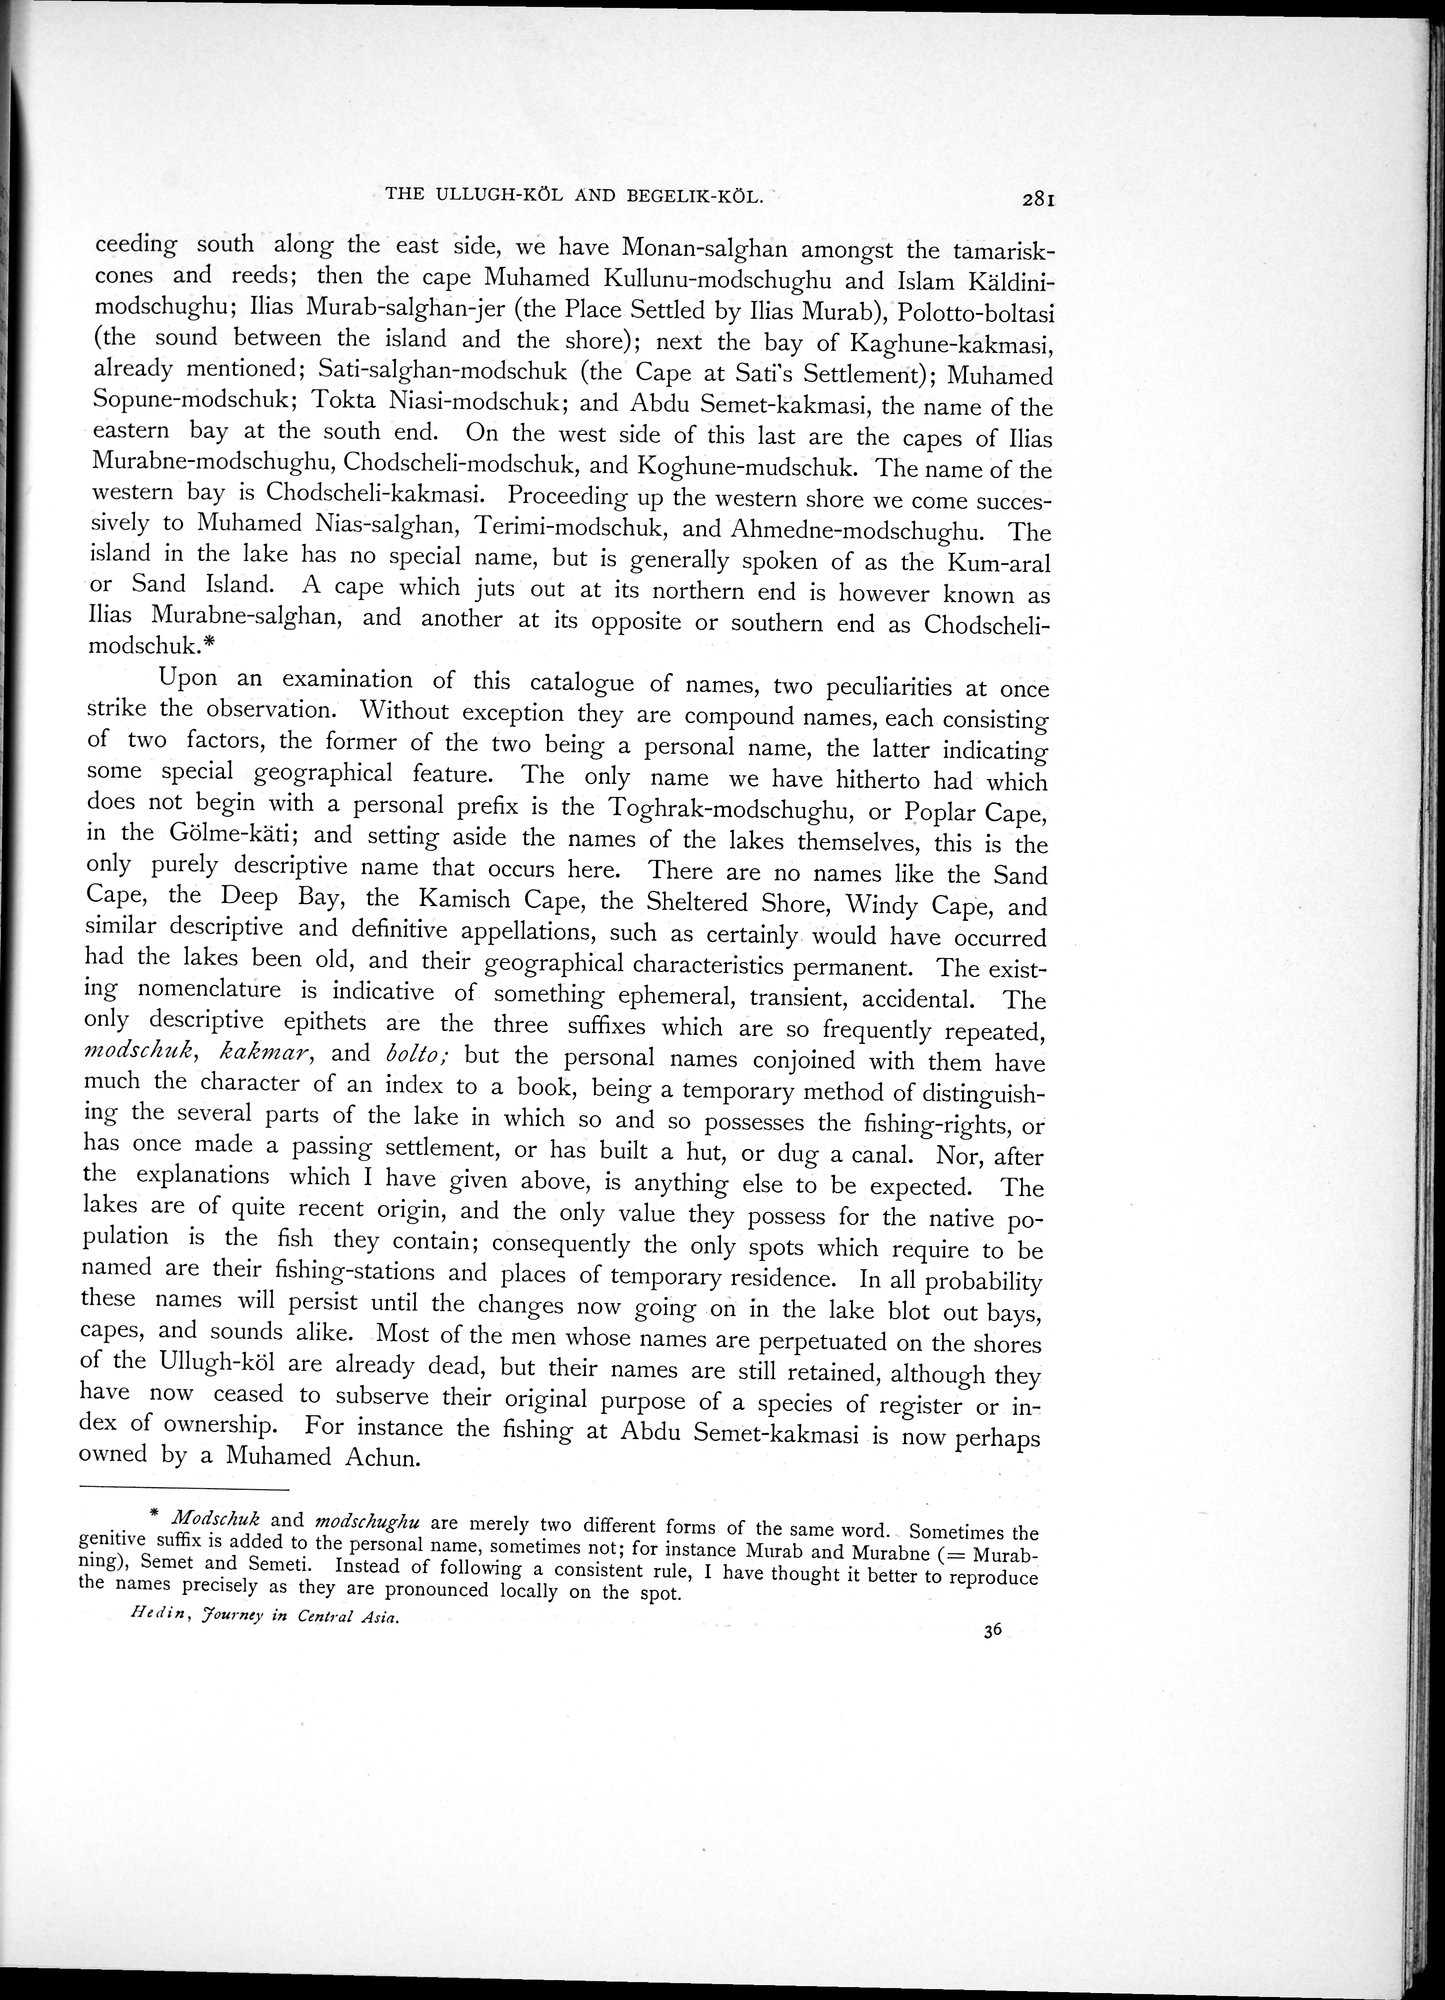 THE ULLUGH-KÖL AND BEGELIK-KÖL. 281
ceeding south along the east side, we have Monan-salghan amongst the tamarisk-
cones and reeds; then the cape Muhamed Kullunu-modschughu and Islam Käldini-
modschughu; Ilias Murab-salghan-jer (the Place Settled by Ilias Murab), Polotto-boltasi
(the sound between the island and the shore); next the bay of Kaghune-kakmasi,
already mentioned; Sati-salghan-modschuk (the Cape at Sati's Settlement); Muhamed
Sopune-modschuk; Tokta Niasi-modschuk; and Abdu Semet-kakmasi, the name of the
eastern bay at the south end. On the west side of this last are the capes of Ilias
Murabne-modschughu, Chodscheli-modschuk, and Koghune-mudschuk. The name of the
western bay is Chodscheli-kakmasi. Proceeding up the western shore we come succes-
sively to Muhamed Nias-salghan, Terimi-modschuk, and Ahmedne-modschughu. The
island in the lake has no special name, but is generally spoken of as the Kum-aral
or Sand Island. A cape which juts out at its northern end is however known as
Ilias Murabne-salghan, and another at its opposite or southern end as Chodscheli-
modschuk.*
Upon an examination of this catalogue of names, two peculiarities at once
strike the observation. Without exception they are compound names, each consisting
of two factors, the former of the two being a personal name, the latter indicating
some special geographical feature. The only name we have hitherto had which
does not begin with a personal prefix is the Toghrak-modschughu, or Poplar Cape,
in the Gölme-käti; and setting aside the names of the lakes themselves, this is the
only purely descriptive name that occurs here. There are no names like the Sand
Cape, the Deep Bay, the Kamisch Cape, the Sheltered Shore, Windy Cape, and
similar descriptive and definitive appellations, such as certainly would have occurred
had the lakes been old, and their geographical characteristics permanent. The exist-
ing nomenclature is indicative of something ephemeral, transient, accidental. The
only descriptive epithets are the three suffixes which are so frequently repeated,
modschuk, kakmar, and bolto; but the personal names conjoined with them have
much the character of an index to a book, being a temporary method of distinguish-
ing the several parts of the lake in which so and so possesses the fishing-rights, or
has once made a passing settlement, or has built a hut, or dug a canal. Nor, after
the explanations which I have given above, is anything else to be expected. The
lakes are of quite recent origin, and the only value they possess for the native po-
pulation is the fish they contain; consequently the only spots which require to be
named are their fishing-stations and places of temporary residence. In all probability
these names will persist until the changes now going on in the lake blot out bays,
capes, and sounds alike. Most of the men whose names are perpetuated on the shores
of the Ullugh-köl are already dead, but their names are still retained, although they
have now ceased to subserve their original purpose of a species of register or in-
dex of ownership. For instance the fishing at Abdu Semet-kakmasi is now perhaps
owned by a Muhamed Achun.
* Modschuk and modschughu are merely two different forms of the same word. Sometimes the
genitive suffix is added to the personal name, sometimes not; for instance Murab and Murabne (= Murab-
ning), Semet and Semeti. Instead of following a consistent rule, I have thought it better to reproduce
the names precisely as they are pronounced locally on the spot.
Hedin, Journey in Central Asia. 36